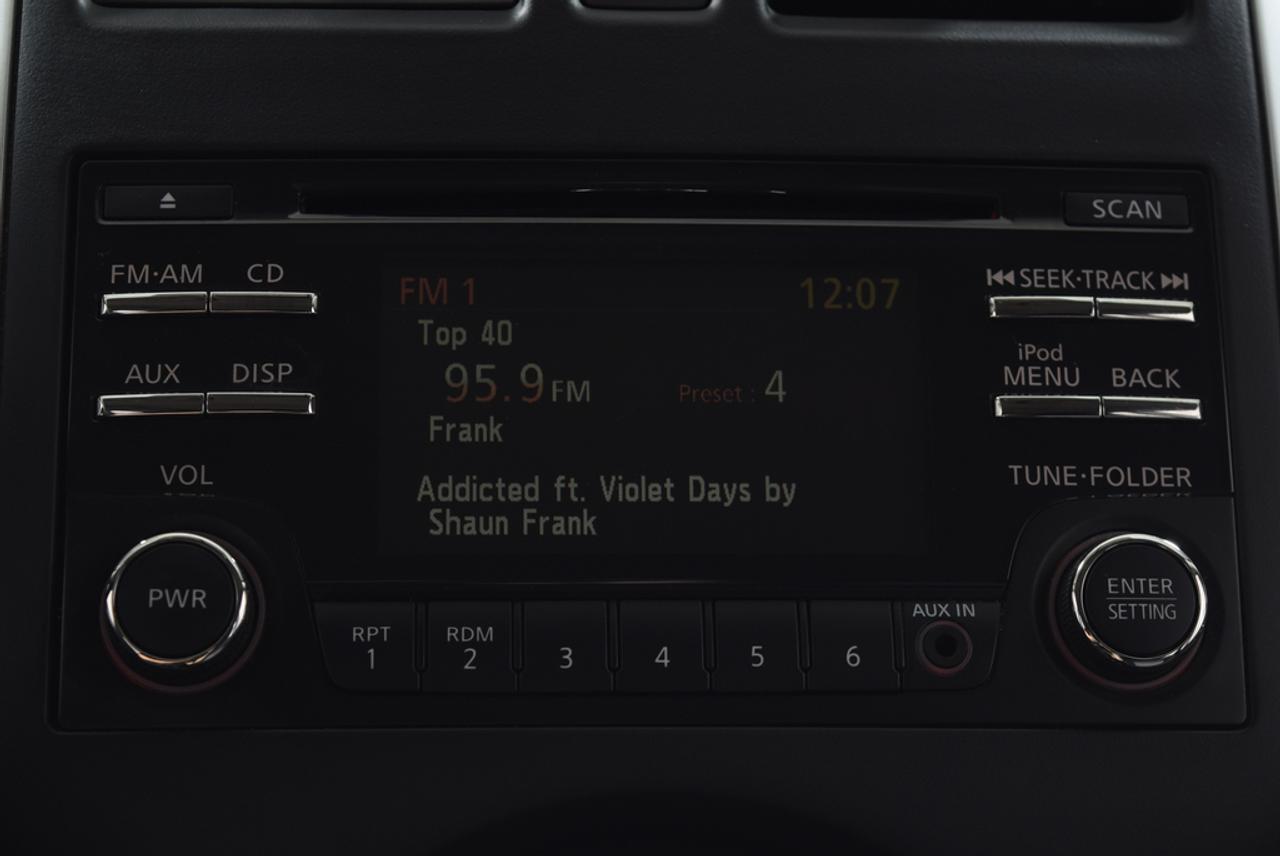 SCAN
FM·AM CD
SEEK·TRACK
FM 1 12:07
Top 40
iPod
AUX DISP
MENU BACK
95.9 FM Preset : 4
Frank
VOL
TUNE·FOLDER
Addicted ft. Violet Days by
Shaun Frank
PWR
ENTER
SETTING
AUX IN
RPT RDM
1 2 3 4 5 6